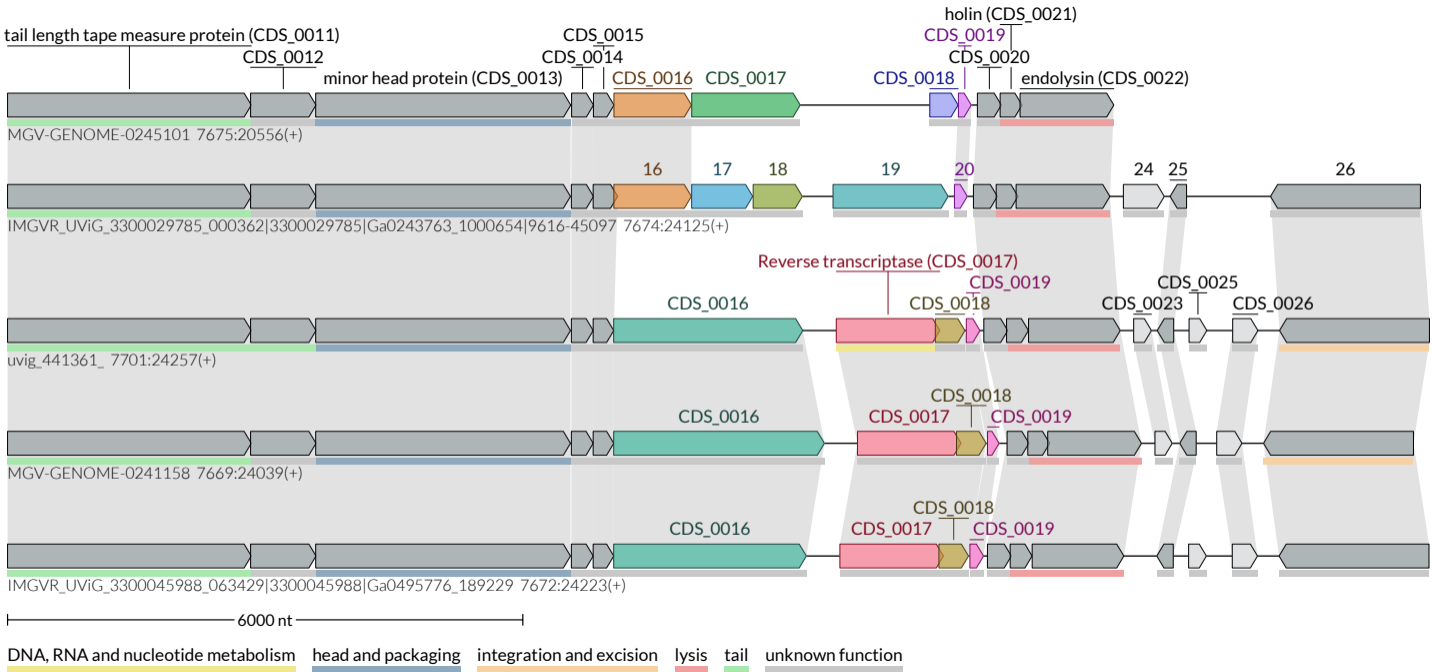 holin (CDS_0021)
tail length tape measure protein (CDS_0011) CDS_0015 CDS_0019
CDS_0012 CDS_0014 CDS_0020
minor head protein (CDS_0013) CDS_0016 CDS_0017 CDS_0018 endolysin (CDS_0022)
MGV-GENOME-0245101 7675:20556(+)
16 17 18 19 20 24 25 26
IMGVR_UViG_3300029785_000362|3300029785|Ga0243763_1000654|9616-45097 7674:24125(+)
Reverse transcriptase (CDS_0017)
CDS_0019 CDS_0025
CDS_0016 CDS_0018 CDS_0023 CDS_0026
uvig_441361_ 7701:24257(+)
CDS_0018
CDS_0016 CDS_0017 CDS_0019
MGV-GENOME-0241158 7669:24039(+)
CDS_0018
CDS_0016 CDS_0017 CDS_0019
IMGVR_UViG_3300045988_063429|3300045988|Ga0495776_189229 7672:24223(+)
6000 nt
DNA, RNA and nucleotide metabolism head and packaging integration and excision lysis tail unknown function